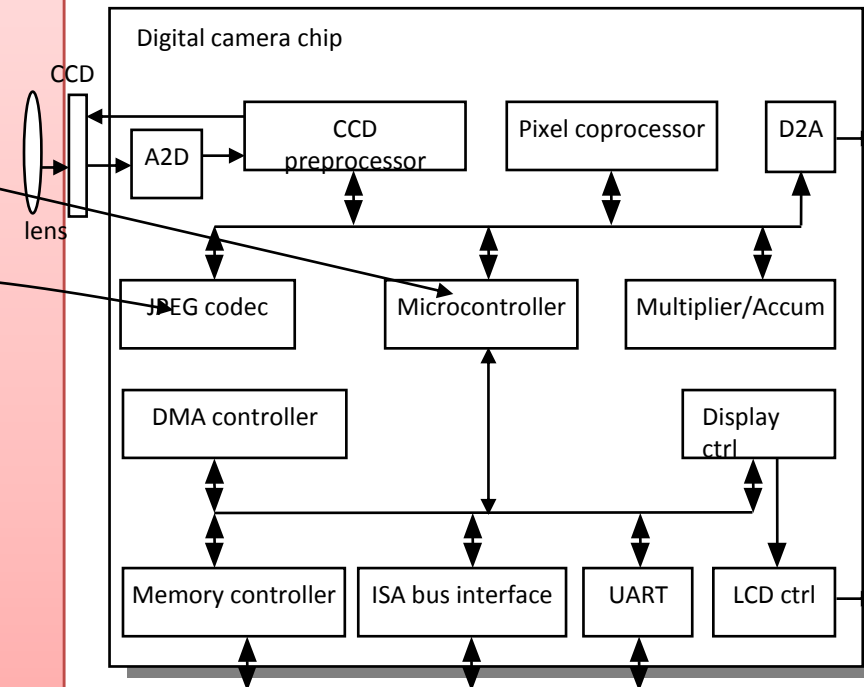 Digital camera chip
CCD
CCD
preprocessor
Pixel coprocessor
D2A
A2D
lens
JPEG codec
Microcontroller
Multiplier/Accum
DMA controller
Display
ctrl
Memory controller
ISA bus interface
UART
LCD ctrl